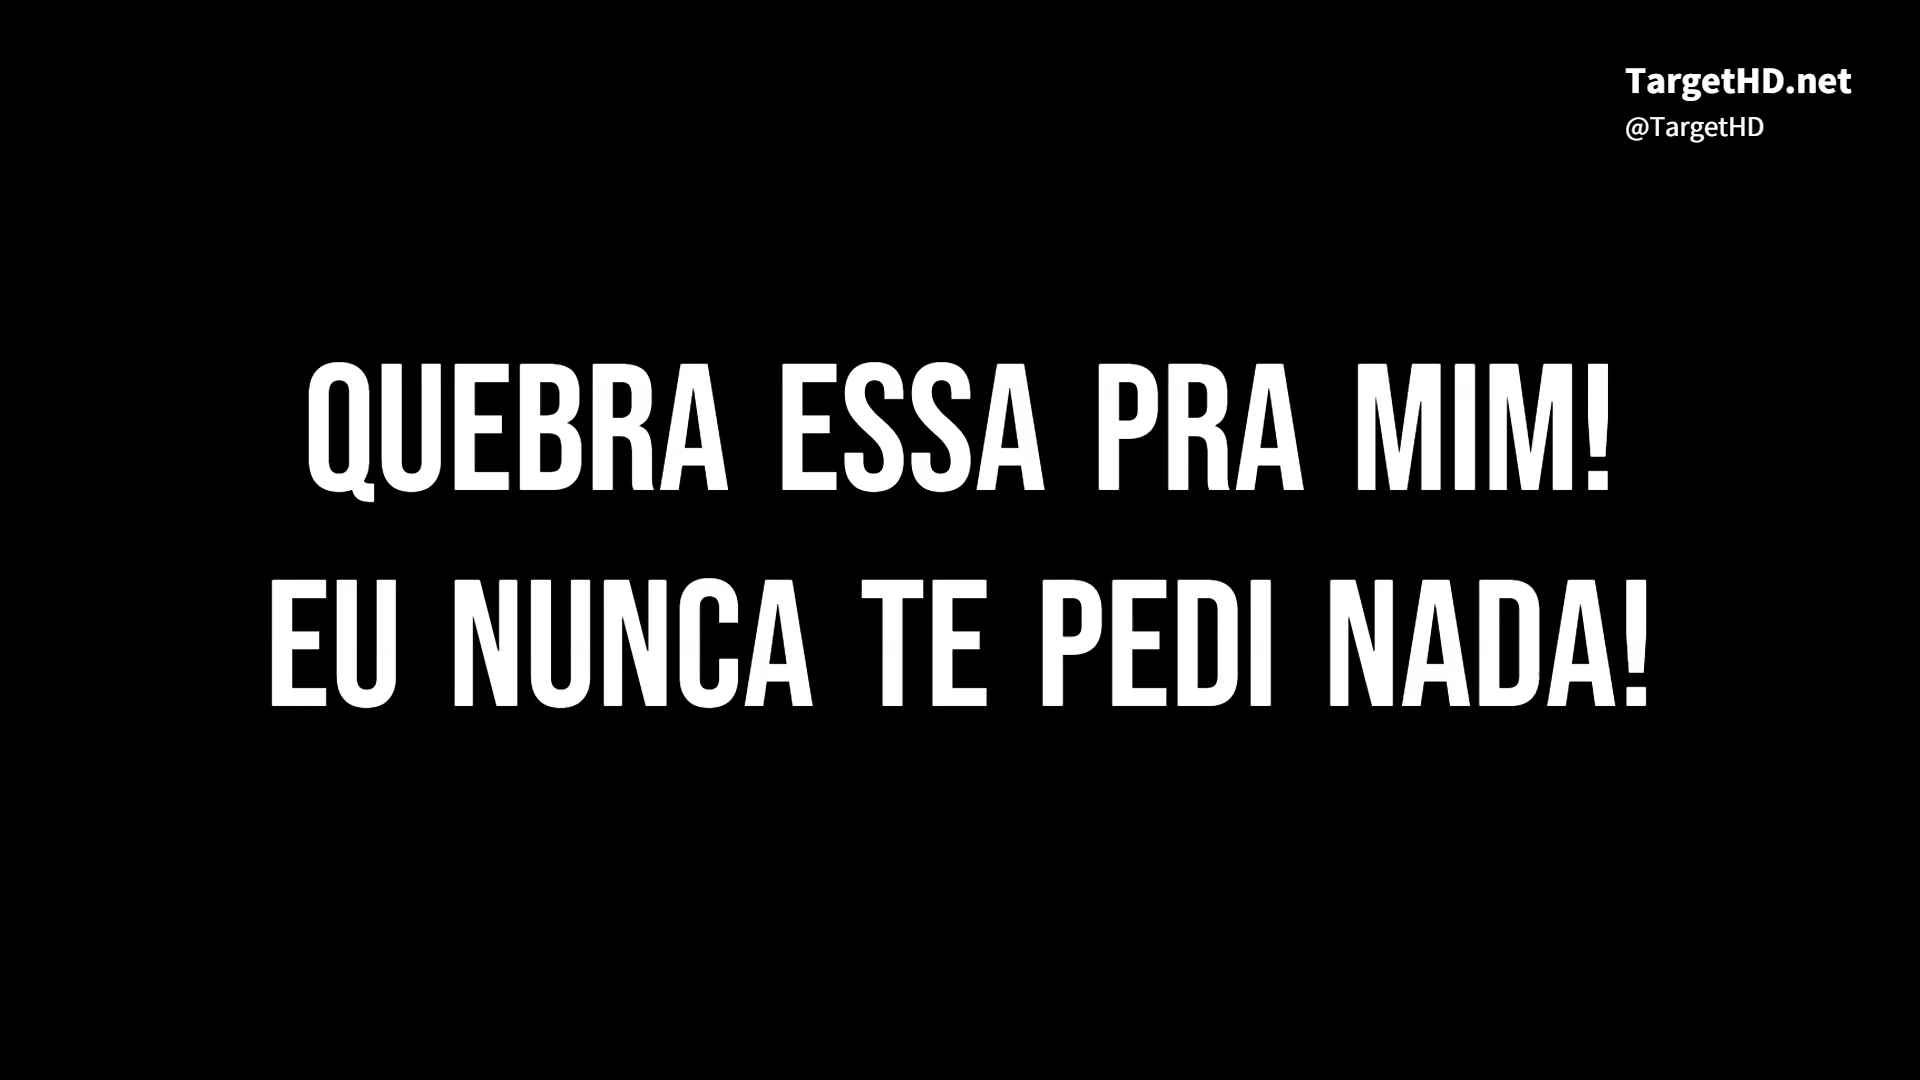 TargetHD.net
@TargetHD
QUEBRA ESSA PRA MIM!
EU NUNCA TE PEDI NADA!